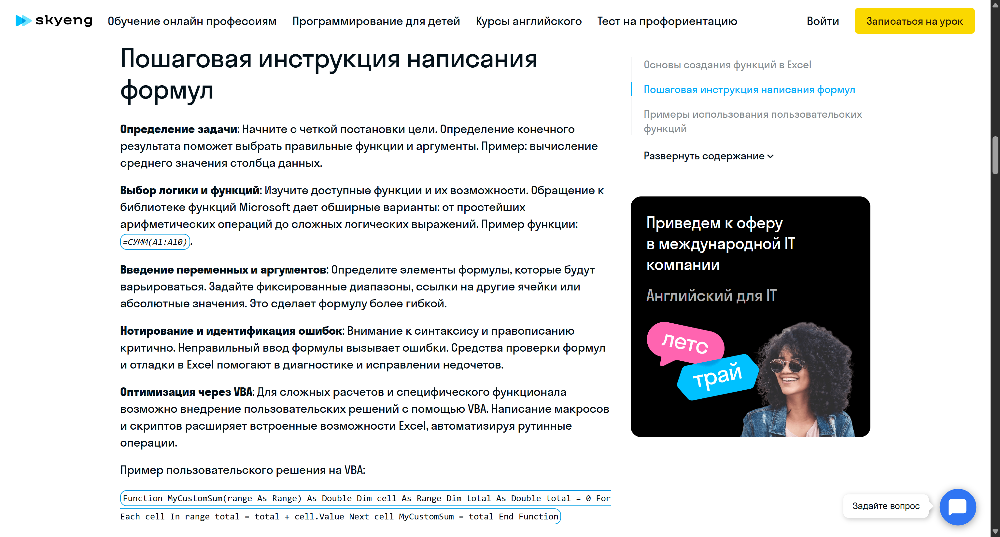 skyeng
Обучение онлайн профессиям
Программирование для детей
Курсы английского
Тест на профориентацию
Войти
Записаться на урок
Пошаговая инструкция написания
формул
Определение задачи: Начните с четкой постановки цели. Определение конечного
результата поможет выбрать правильные функции и аргументы. Пример: вычисление
среднего значения столбца данных.
Выбор логики и функций: Изучите доступные функции и их возможности. Обращение к
библиотеке функций Microsoft дает обширные варианты: от простейших
арифметических операций до сложных логических выражений. Пример функции:
=СУММ(A1:A10).
Введение переменных и аргументов: Определите элементы формулы, которые будут
варьироваться. Задайте фиксированные диапазоны, ссылки на другие ячейки или
абсолютные значения. Это сделает формулу более гибкой.
Нотирование и идентификация ошибок: Внимание к синтаксису и правописанию
критично. Неправильный ввод формулы вызывает ошибки. Средства проверки формул
и отладки в Excel помогают в диагностике и исправлении недочетов.
Оптимизация через VBA: Для сложных расчетов и специфического функционала
возможно внедрение пользовательских решений с помощью VBA. Написание макросов
и скриптов расширяет встроенные возможности Excel, автоматизируя рутинные
операции.
Пример пользовательского решения на VBA:
Function MyCustomSum(range As Range) As Double Dim cell As Range Dim total As Double total = 0 For
Each cell In range total = total + cell.Value Next cell MyCustomSum = total End Function
Основы создания функций в Excel
Пошаговая инструкция написания формул
Примеры использования пользовательских
функций
Развернуть содержание
Приведем к оферу
в международной IT
компании
Английский для IT
летс
трай
Задайте вопрос